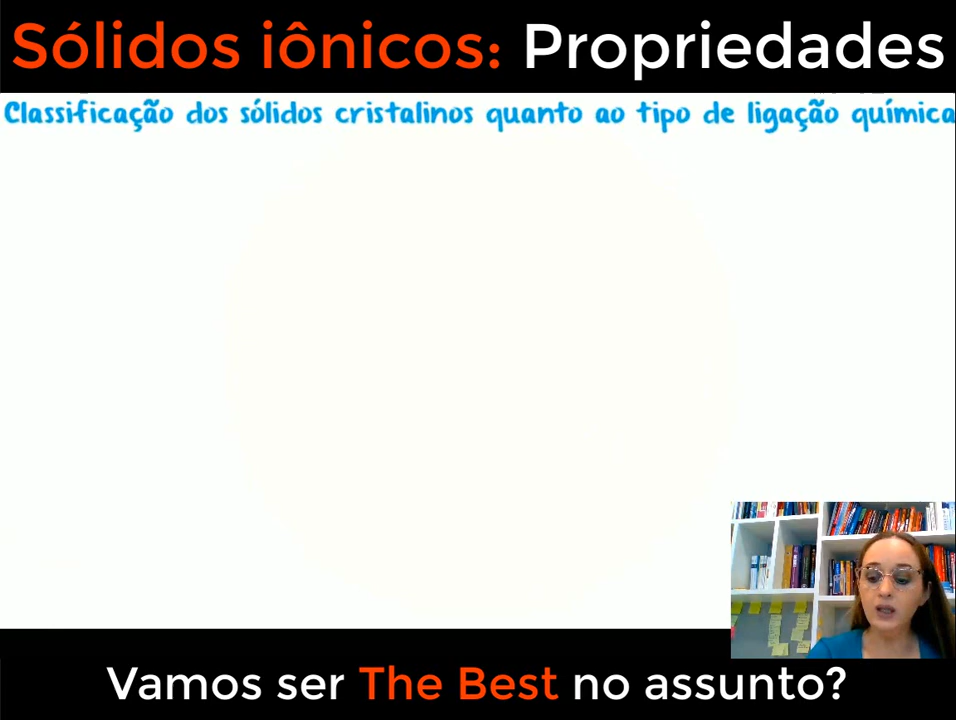 Sólidos iônicos: Propriedades
Classificação dos sólidos cristalinos quanto ao tipo de ligação química
Vamos ser The Best no assunto?